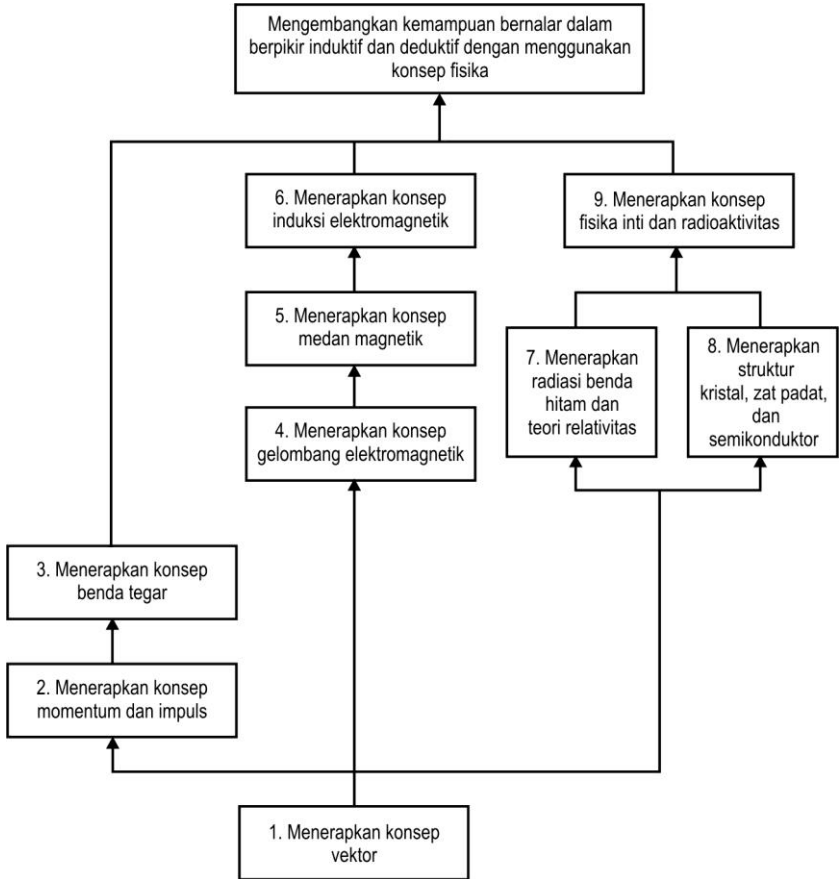 Mengembangkan kemampuan bernalar dalam
berpikir induktif dan deduktif dengan menggunakan
konsep fisika
6. Menerapkan konsep
induksi elektromagnetik
9. Menerapkan konsep
fisika inti dan radioaktivitas
5. Menerapkan konsep
medan magnetik
7. Menerapkan
radiasi benda
hitam dan
teori relativitas
8. Menerapkan
struktur
kristal, zat padat,
dan
semikonduktor
4. Menerapkan konsep
gelombang elektromagnetik
3. Menerapkan konsep
benda tegar
2. Menerapkan konsep
momentum dan impuls
1. Menerapkan konsep
vektor